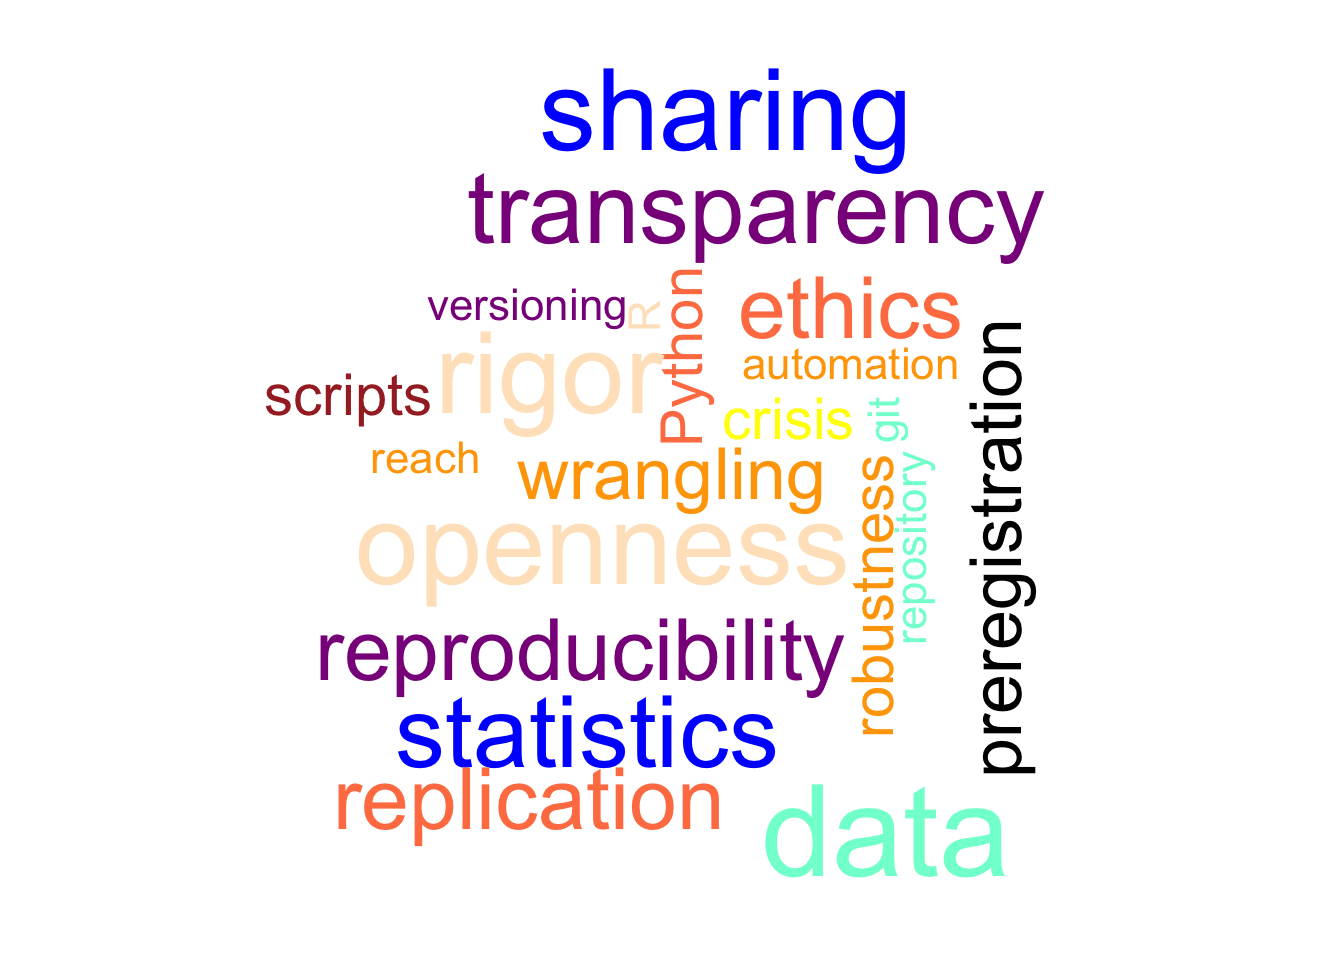 sharing
transparency
versioning
R
Python
ethics
rigor
automation
scripts
crisis
git
reach
wrangling
openness
robustness
repository
preregistration
reproducibility
statistics
replication
data